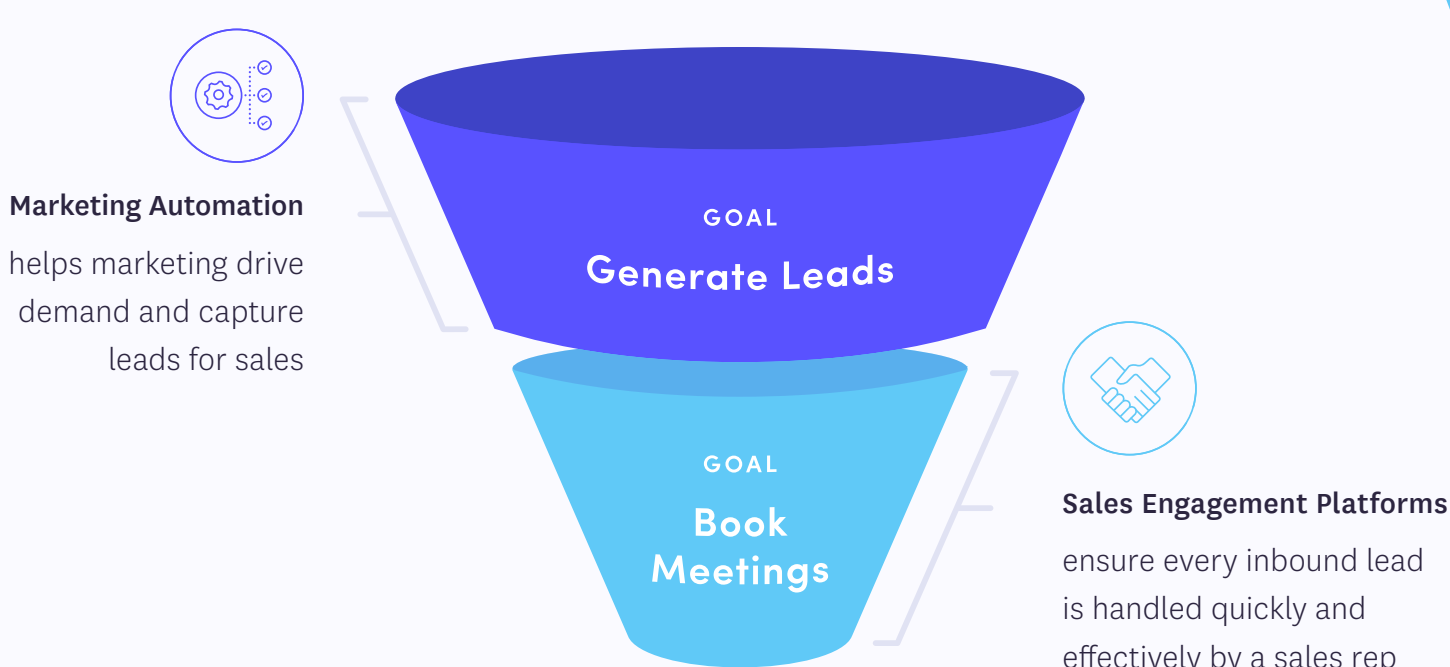 Marketing Automation
helps marketing drive
demand and capture
leads for sales
GOAL
Generate Leads
GOAL
Book
Meetings
Sales Engagement Platforms
ensure every inbound lead
is handled quickly and
effectively by a sales rep